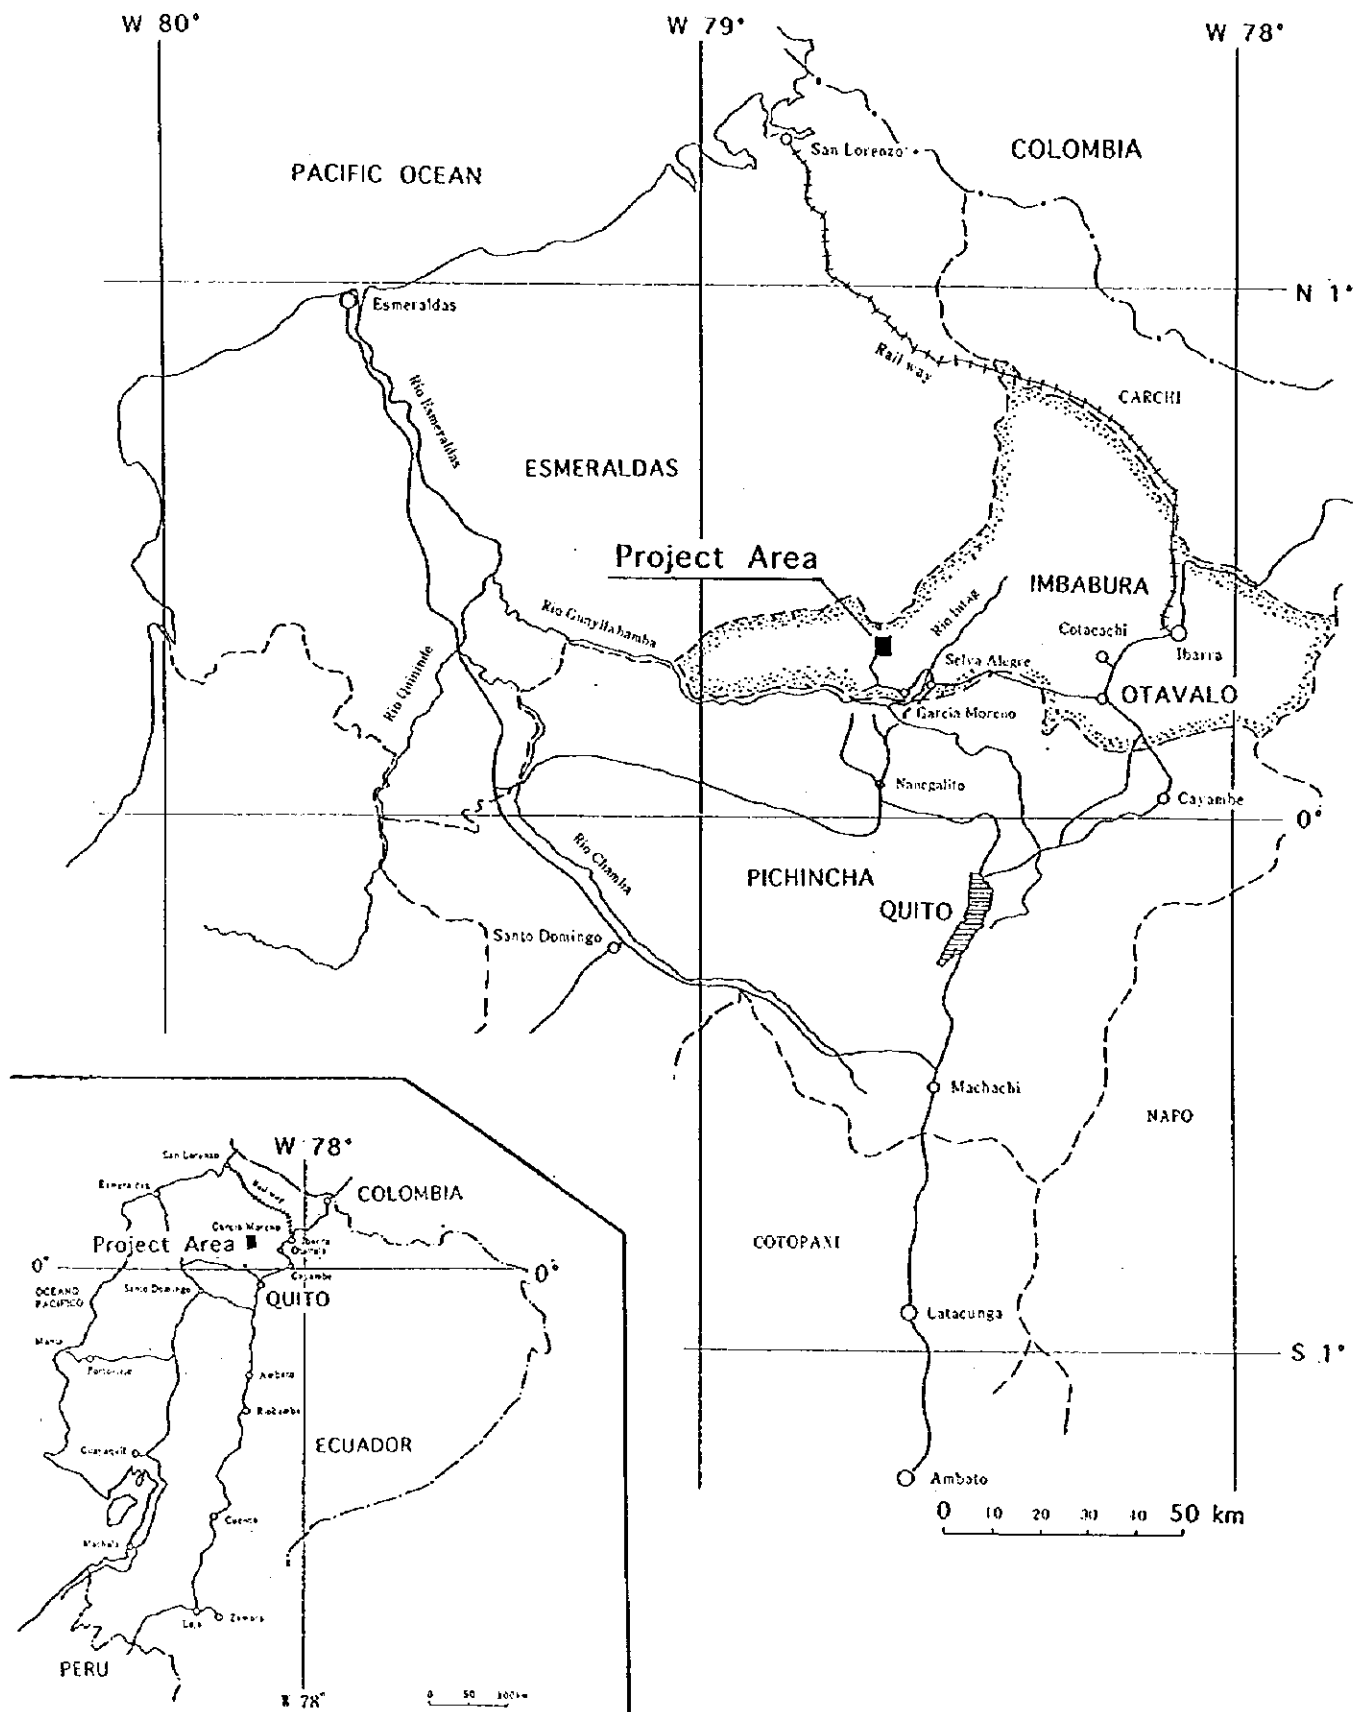 W 80°
W 79°
W 78°
PACIFIC OCEAN
San Lorenzo
COLOMBIA
N 1°
Esmeraldas
Rail way
CARCHI
Rio Esmeraldas
ESMERALDAS
Project Area
IMBABURA
Rio Intag
Cotacachi
Ibarra
Selva Alegre
OTAVALO
Garcia Moreno
Nanegalito
Cayambe
0°
Rio Chamba
PICHINCHA
QUITO
Santo Domingo
Machachi
NAPO
COTOPAXI
Latacunga
S 1°
Ambato
0 10 20 30 40 50 km
W 78°
San Lorenzo
Esmeraldas
Rail way
COLOMBIA
Garcia Moreno
Ibarra
Project Area
0°
Cayambe
0°
OCEANO
PACIFICO
Santo Domingo
QUITO
Manta
Ambato
Riobamba
Guayaquil
ECUADOR
Cuenca
Machala
Loja
Zamora
PERU
W 78°
0 50 100km